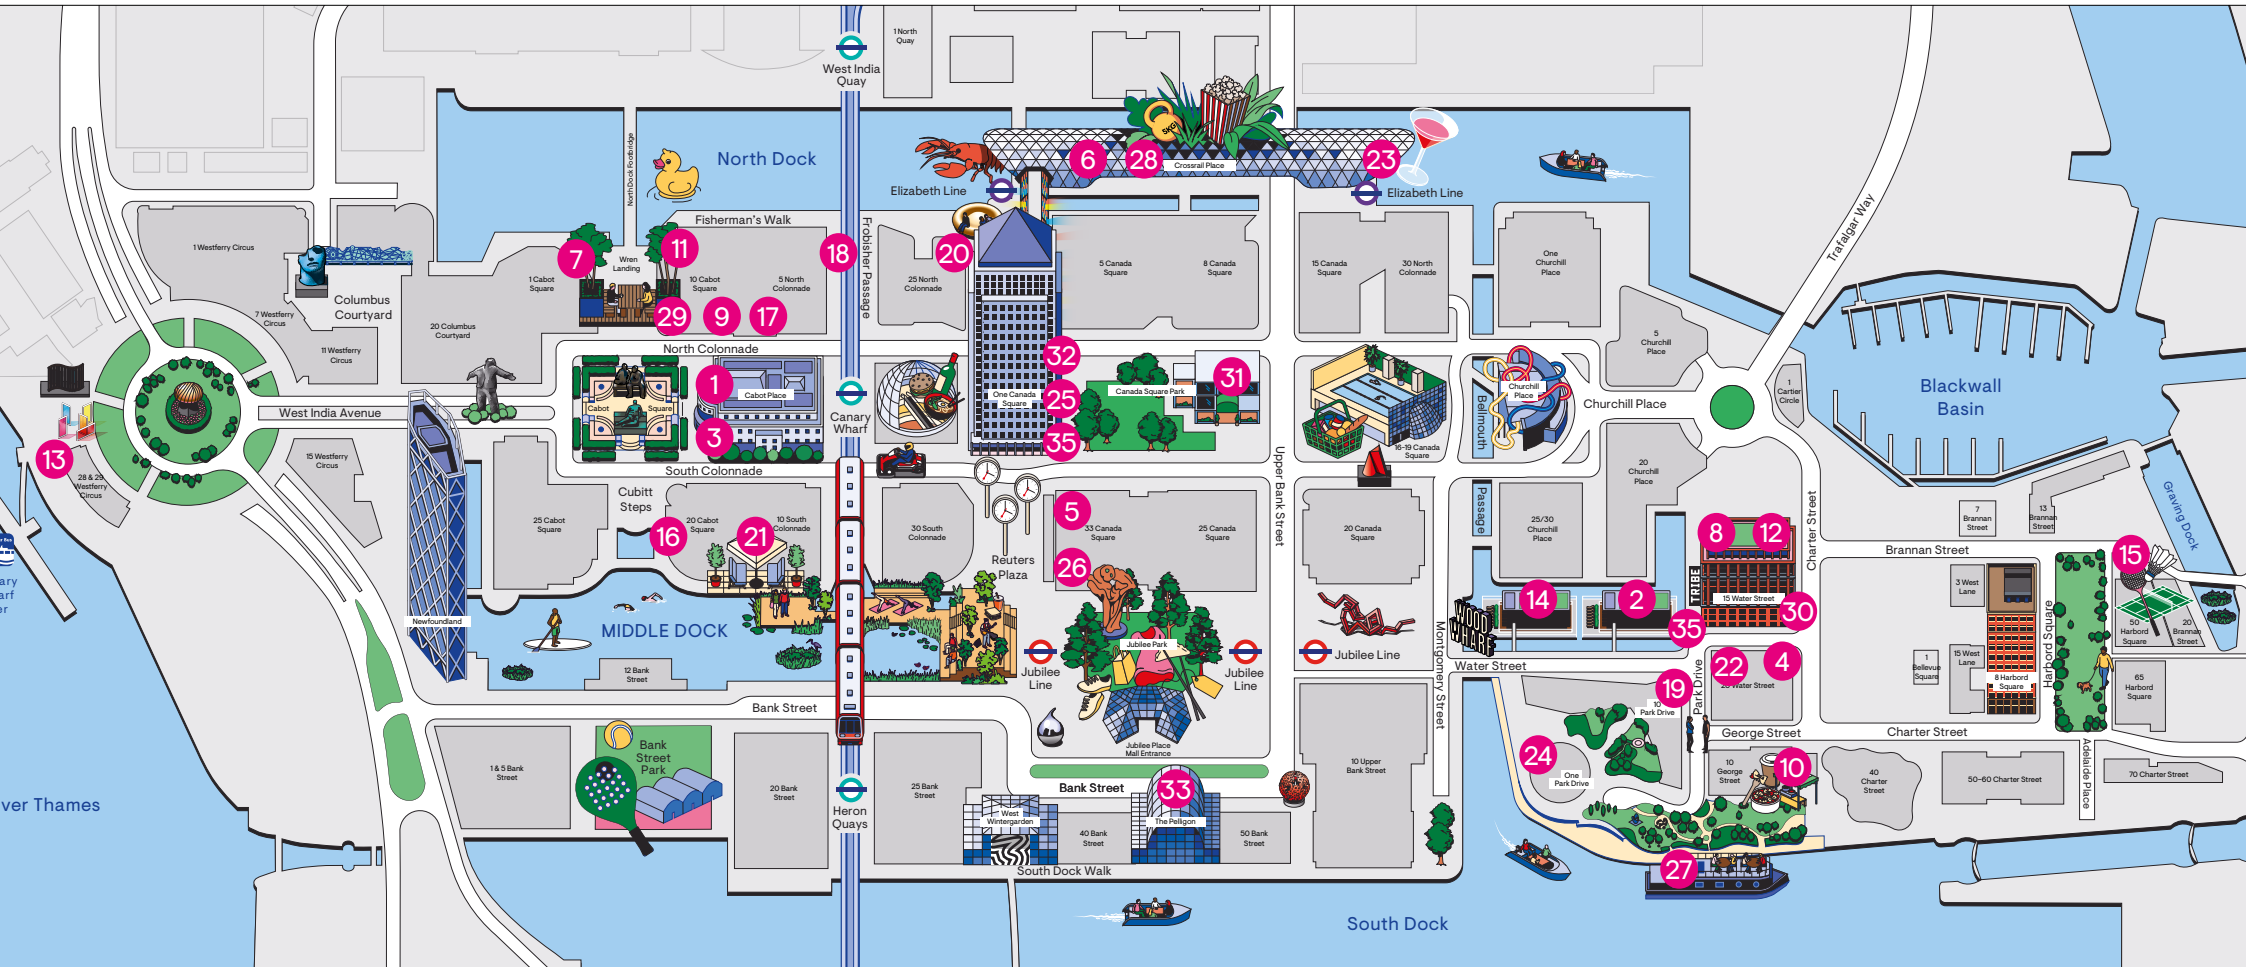 1 North
Quay
West India
Quay
North Dock Footbridge
North Dock
SKG!
6
28
Crossrail Place
23
Elizabeth Line
Elizabeth Line
Trafalgar Way
Fisherman's Walk
Frobisher Passage
1 Westferry Circus
7
11
Wren
Landing
18
20
1 Cabot
Square
10 Cabot
Square
5 North
Colonnade
25 North
Colonnade
5 Canada
Square
8 Canada
Square
15 Canada
Square
30 North
Colonnade
One
Churchill
Place
Columbus
Courtyard
7 Westferry
Circus
29
9
17
20 Columbus
Courtyard
11 Westferry
Circus
5
Churchill
Place
North Colonnade
32
1
Cabot Place
31
Canada Square Park
One Canada
Square
25
Churchill
Place
1
Cartier
Circle
Blackwall
Basin
Cabot
Square
West India Avenue
Canary
Wharf
Bellmouth
Passage
Churchill Place
3
35
16-19 Canada
Square
13
28 & 29
Westferry
Circus
15 Westferry
Circus
South Colonnade
20
Churchill
Place
Upper Bank Street
Charter Street
Graving Dock
Cubitt
Steps
25 Cabot
Square
20 Cabot
Square
10 South
Colonnade
16
21
30 South
Colonnade
5
33 Canada
Square
25 Canada
Square
20 Canada
Square
25/30
Churchill
Place
8
12
7
Brannan
Street
13
Brannan
Street
Brannan Street
Reuters
Plaza
26
15
TRIBE
3 West
Lane
14
2
15 Water Street
30
35
WOOD
WHARF
Newfoundland
MIDDLE DOCK
Jubilee Park
Jubilee
Line
Jubilee
Line
Jubilee Line
Montgomery Street
Water Street
Park Drive
22
4
20 Water Street
1
Bellevue
Square
15 West
Lane
8 Harbord
Square
Harbord Square
50
Harbord
Square
20
Brannan
Street
65
Harbord
Square
12 Bank
Street
19
10
Park Drive
Bank Street
George Street
Charter Street
Adelaide Place
Jubilee Place
Mall Entrance
1 & 5 Bank
Street
Bank
Street
Park
20 Bank
Street
25 Bank
Street
Bank Street
33
10 Upper
Bank Street
24
One
Park Drive
10
George
Street
10
40
Charter
Street
50-60 Charter Street
70 Charter Street
ver Thames
Heron
Quays
West
Wintergarden
40 Bank
Street
The Pelligon
50 Bank
Street
South Dock Walk
27
South Dock